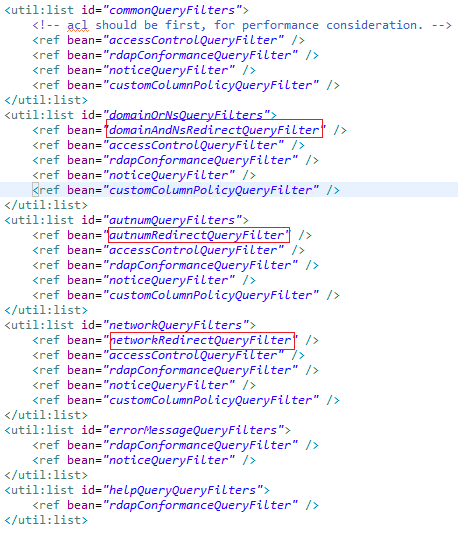 <util:list id="commonQueryFilters">
<!-- acl should be first, for performance consideration. -->
<ref bean="accessControlQueryFilter" />
<ref bean="rdapConformanceQueryFilter" />
<ref bean="noticeQueryFilter" />
<ref bean="customColumnPolicyQueryFilter" />
</util:list>
<util:list id="domainOrNsQueryFilters">
<ref bean="domainAndNsRedirectQueryFilter" />
<ref bean="accessControlQueryFilter" />
<ref bean="rdapConformanceQueryFilter" />
<ref bean="noticeQueryFilter" />
<ref bean="customColumnPolicyQueryFilter" />
</util:list>
<util:list id="autnumQueryFilters">
<ref bean="autnumRedirectQueryFilter" />
<ref bean="accessControlQueryFilter" />
<ref bean="rdapConformanceQueryFilter" />
<ref bean="noticeQueryFilter" />
<ref bean="customColumnPolicyQueryFilter" />
</util:list>
<util:list id="networkQueryFilters">
<ref bean="networkRedirectQueryFilter" />
<ref bean="accessControlQueryFilter" />
<ref bean="rdapConformanceQueryFilter" />
<ref bean="noticeQueryFilter" />
<ref bean="customColumnPolicyQueryFilter" />
</util:list>
<util:list id="errorMessageQueryFilters">
<ref bean="rdapConformanceQueryFilter" />
<ref bean="noticeQueryFilter" />
</util:list>
<util:list id="helpQueryQueryFilters">
<ref bean="rdapConformanceQueryFilter" />
</util:list>